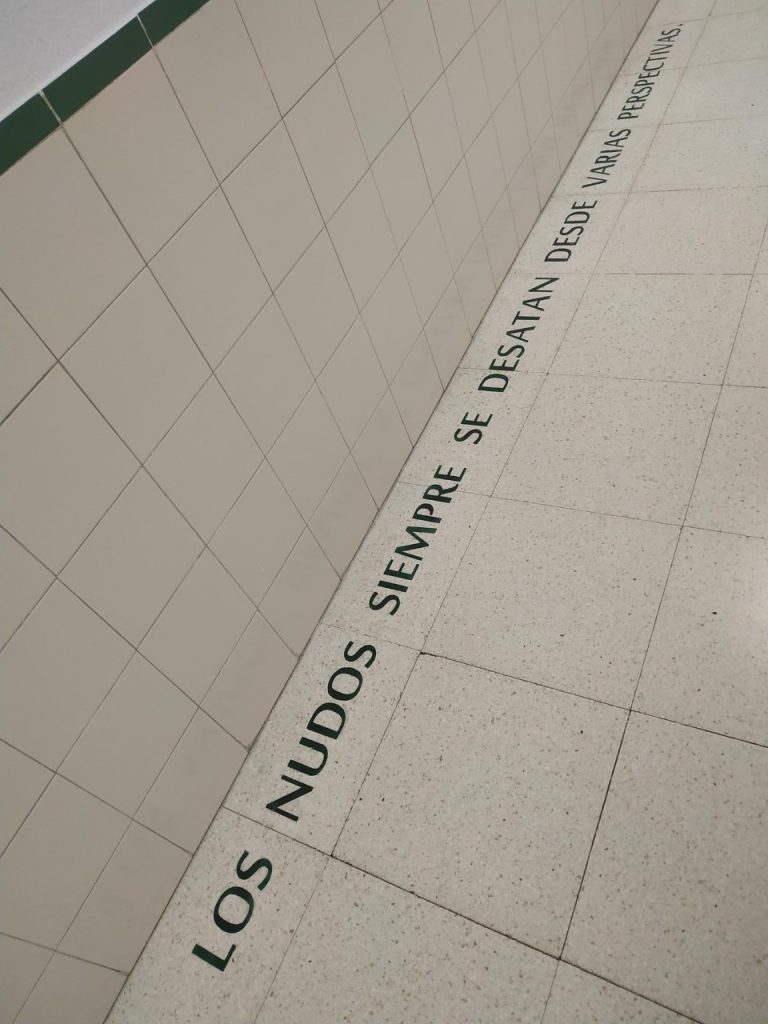 LOS NUDOS SIEMPRE SE DESATAN DESDE VARIAS PERSPECTIVAS.